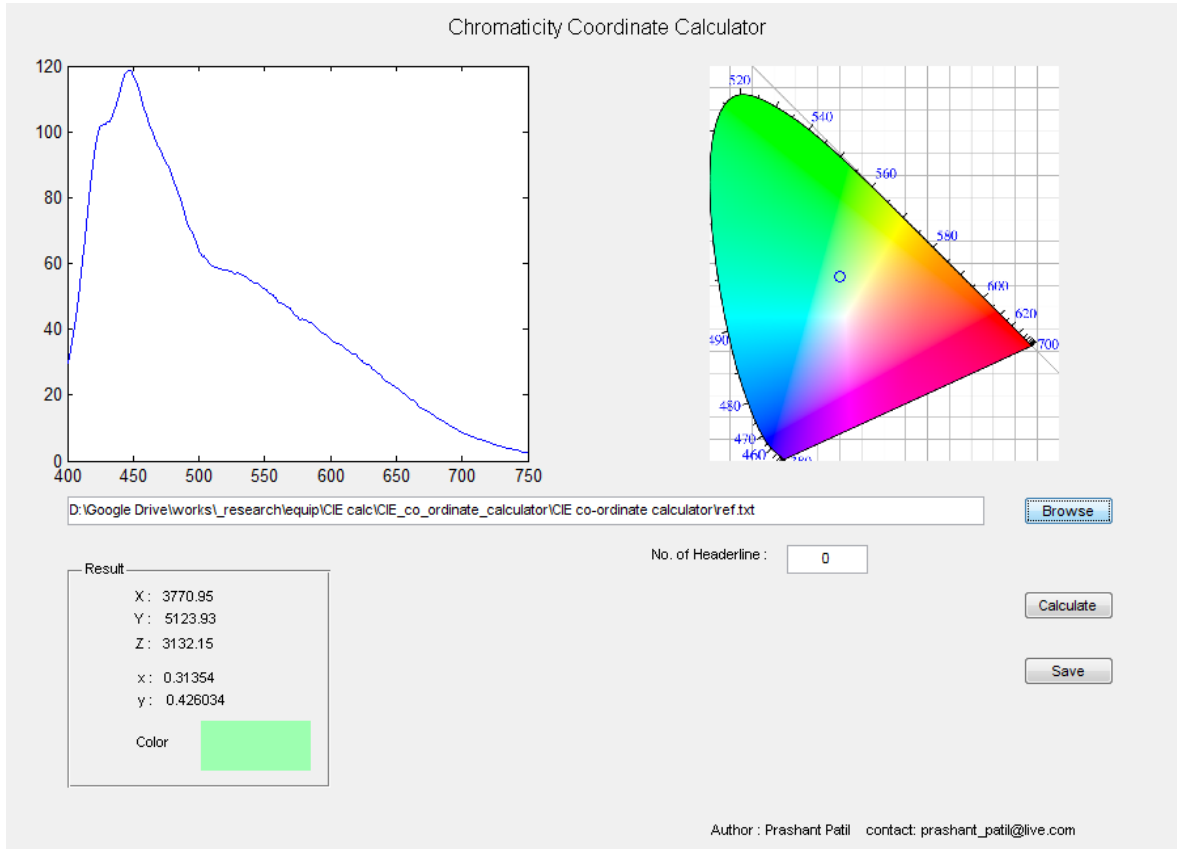 Chromaticity Coordinate Calculator
120
100
80
60
40
20
0
400 450 500 550 600 650 700 750
520
540
560
580
600
620
700
490
480
470
460
380
D:\Google Drive\works\_research\equip\CIE calc\CIE_co_ordinate_calculator\CIE co-ordinate calculator\ref.txt
Browse
No. of Headerline : 0
Result
X : 3770.95
Y : 5123.93
Z : 3132.15
x : 0.31354
y : 0.426034
Color
Calculate
Save
Author : Prashant Patil contact: prashant_patil@live.com